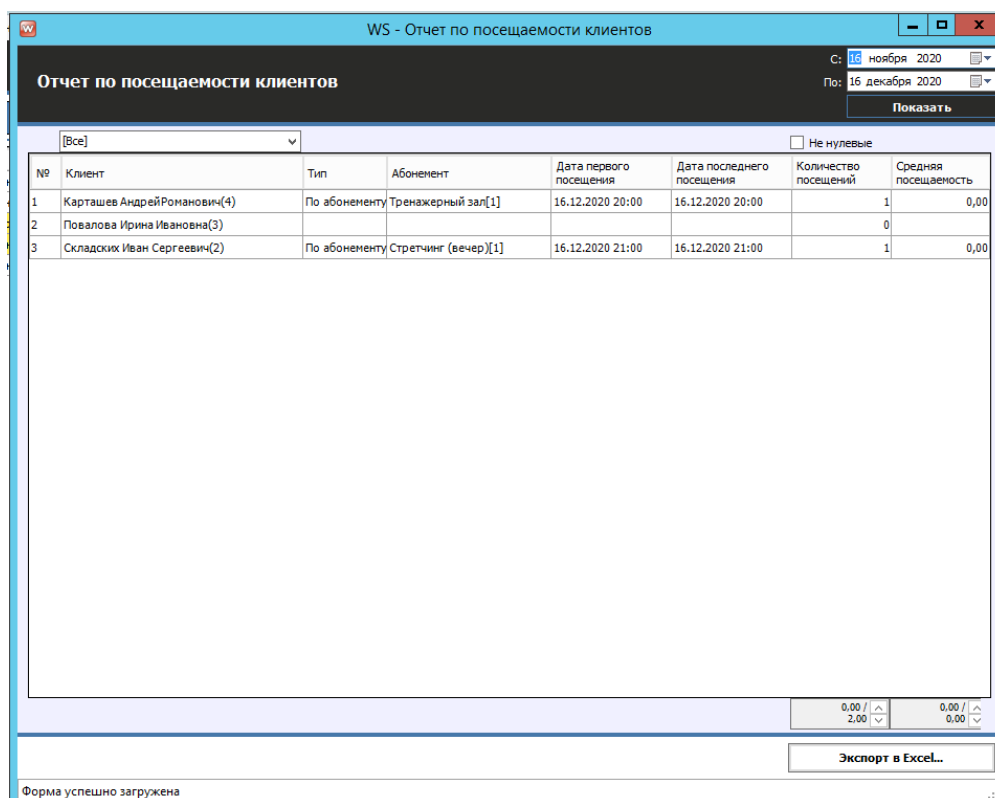 WS - Отчет по посещаемости клиентов
Отчет по посещаемости клиентов
С: 16 ноября 2020
По: 16 декабря 2020
Показать
[Все]
Не нулевые
№ Клиент Тип Абонемент Дата первого посещения Дата последнего посещения Количество посещений Средняя посещаемость
1 Карташев АндрейРоманович(4) По абонементу Тренажерный зал[1] 16.12.2020 20:00 16.12.2020 20:00 1 0,00
2 Повалова Ирина Ивановна(3) 0
3 Складских Иван Сергеевич(2) По абонементу Стретчинг (вечер)[1] 16.12.2020 21:00 16.12.2020 21:00 1 0,00
0,00 / 0,00 /
2,00 0,00
Экспорт в Excel...
Форма успешно загружена